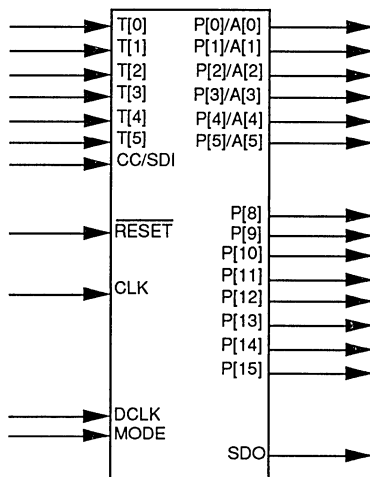 T[0] P[0]/A[0]
T[1] P[1]/A[1]
T[2] P[2]/A[2]
T[3] P[3]/A[3]
T[4] P[4]/A[4]
T[5] P[5]/A[5]
CC/SDI
P[8]
RESET P[9]
P[10]
P[11]
CLK P[12]
P[13]
P[14]
P[15]
DCLK
MODE
SDO